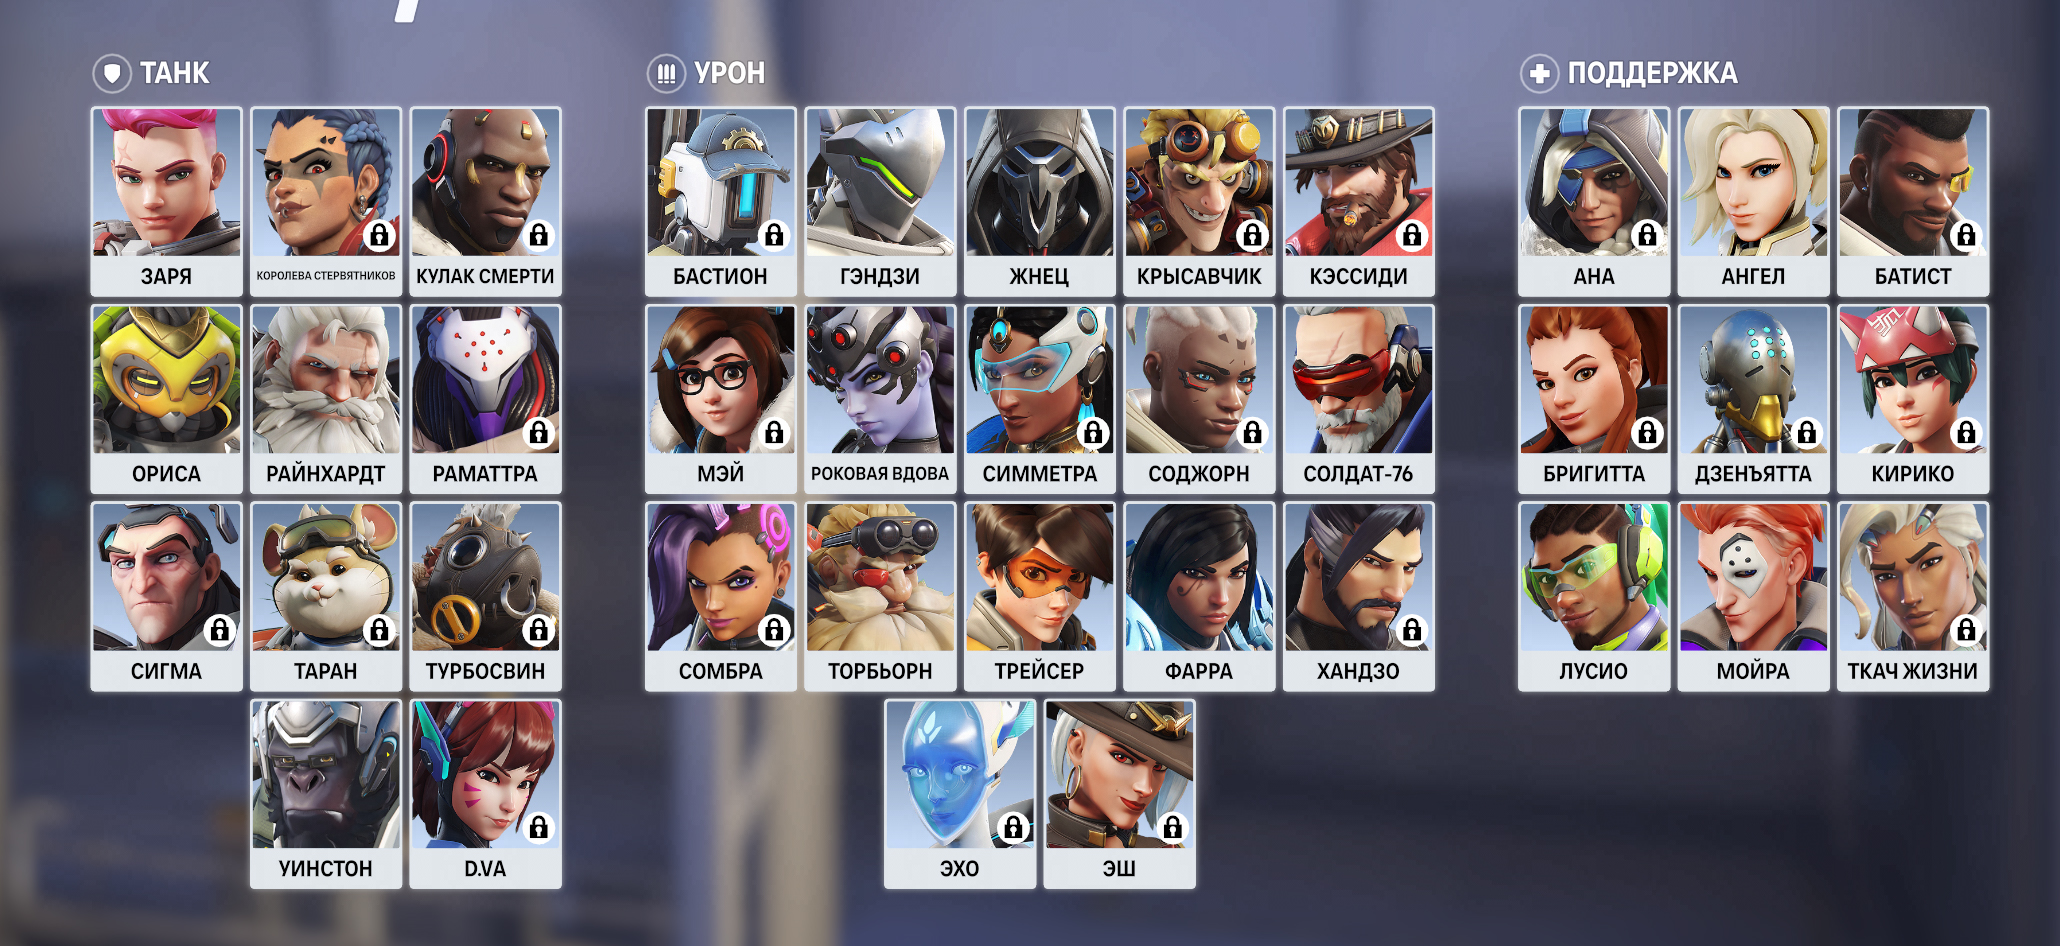 ТАНК
УРОН
ПОДДЕРЖКА
ЗАРЯ
КОРОЛЕВА СТЕРВЯТНИКОВ
КУЛАК СМЕРТИ
БАСТИОН
ГЭНДЗИ
ЖНЕЦ
КРЫСАВЧИК
КЭССИДИ
АНА
АНГЕЛ
БАТИСТ
ОРИСА
РАЙНХАРДТ
РАМАТТРА
МЭЙ
РОКОВАЯ ВДОВА
СИММЕТРА
СОДЖОРН
СОЛДАТ-76
БРИГИТТА
ДЗЕНЪЯТТА
КИРИКО
СИГМА
ТАРАН
ТУРБОСВИН
СОМБРА
ТОРБЬОРН
ТРЕЙСЕР
ФАРРА
ХАНДЗО
ЛУСИО
МОЙРА
ТКАЧ ЖИЗНИ
УИНСТОН
D.VA
ЭХО
ЭШ